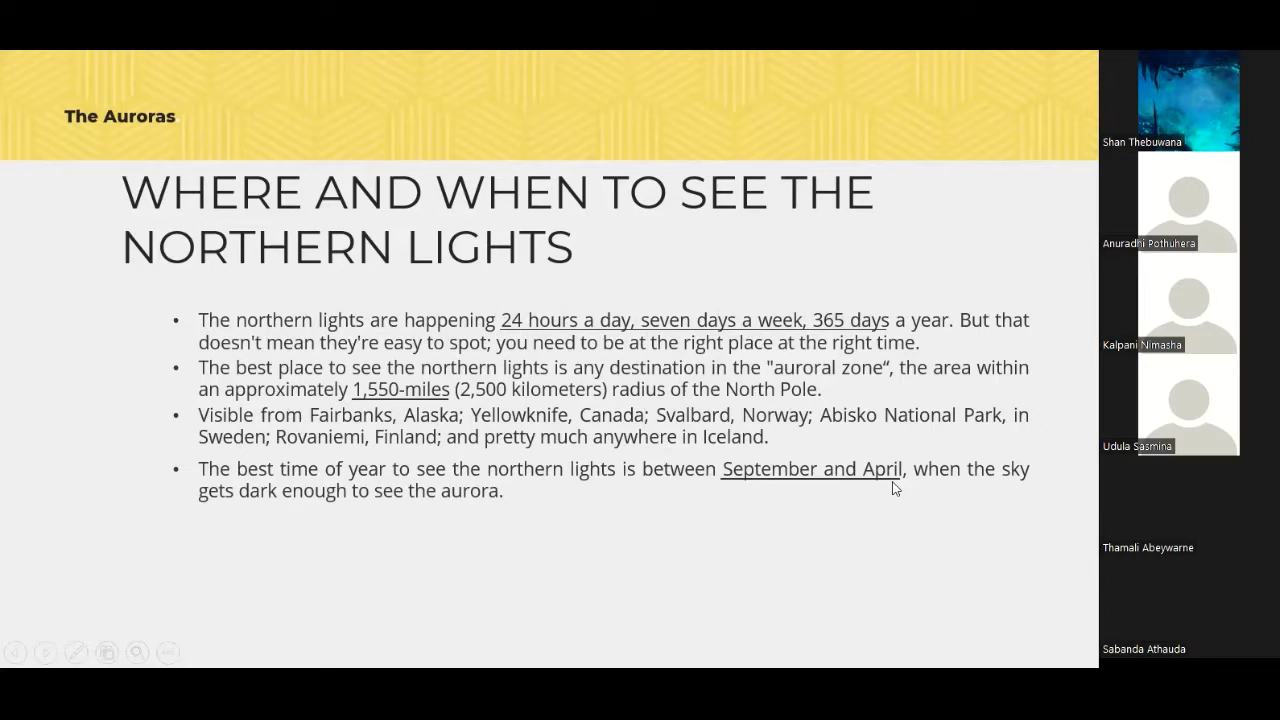 The Auroras
WHERE AND WHEN TO SEE THE
NORTHERN LIGHTS
• The northern lights are happening 24 hours a day, seven days a week, 365 days a year. But that
doesn't mean they're easy to spot; you need to be at the right place at the right time.
• The best place to see the northern lights is any destination in the "auroral zone“, the area within
an approximately 1,550-miles (2,500 kilometers) radius of the North Pole.
• Visible from Fairbanks, Alaska; Yellowknife, Canada; Svalbard, Norway; Abisko National Park, in
Sweden; Rovaniemi, Finland; and pretty much anywhere in Iceland.
• The best time of year to see the northern lights is between September and April, when the sky
gets dark enough to see the aurora.
Shan Thebuwana
Anuradhi Pothuhera
Kalpani Nimasha
Udula Sasmina
Thamali Abeywarne
Sabanda Athauda